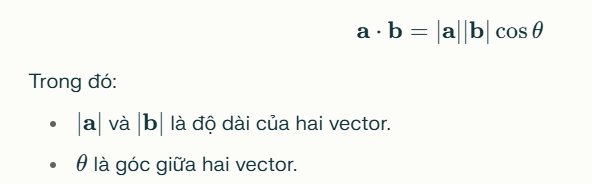 a · b = |a||b| cos θ
Trong đó:
• |a| và |b| là độ dài của hai vector.
• θ là góc giữa hai vector.